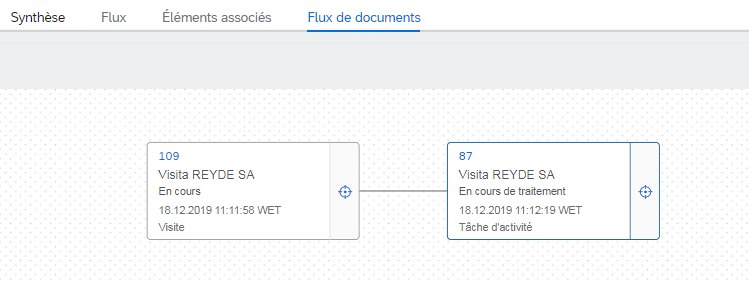 Synthèse Flux Éléments associés Flux de documents
109
Visita REYDE SA
En cours
18.12.2019 11:11:58 WET
Visite
87
Visita REYDE SA
En cours de traitement
18.12.2019 11:12:19 WET
Tâche d'activité